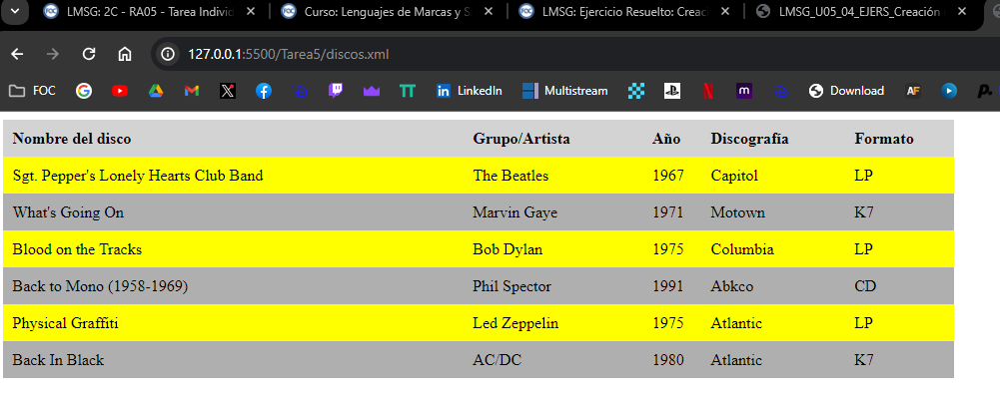 LMSG: 2C - RA05 - Tarea Individ
Curso: Lenguajes de Marcas y S
LMSG: Ejercicio Resuelto: Creac
LMSG_U05_04_EJERS_Creación
127.0.0.1:5500/Tarea5/discos.xml
FOC LinkedIn Multistream Download AF
Nombre del disco Grupo/Artista Año Discografía Formato
Sgt. Pepper's Lonely Hearts Club Band The Beatles 1967 Capitol LP
What's Going On Marvin Gaye 1971 Motown K7
Blood on the Tracks Bob Dylan 1975 Columbia LP
Back to Mono (1958-1969) Phil Spector 1991 Abkco CD
Physical Graffiti Led Zeppelin 1975 Atlantic LP
Back In Black AC/DC 1980 Atlantic K7